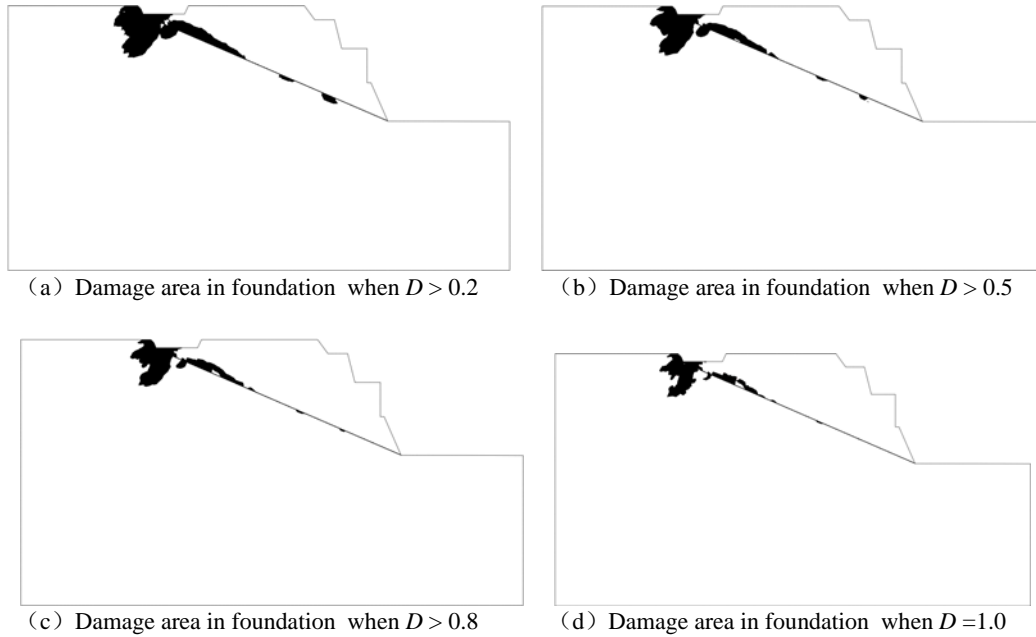 （a）Damage area in foundation when D > 0.2
（b）Damage area in foundation when D > 0.5
（c）Damage area in foundation when D > 0.8
（d）Damage area in foundation when D =1.0